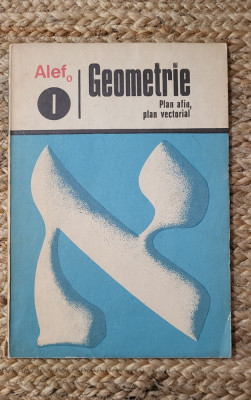 Alef₀
I
Geometrie
Plan afin,
plan vectorial
א